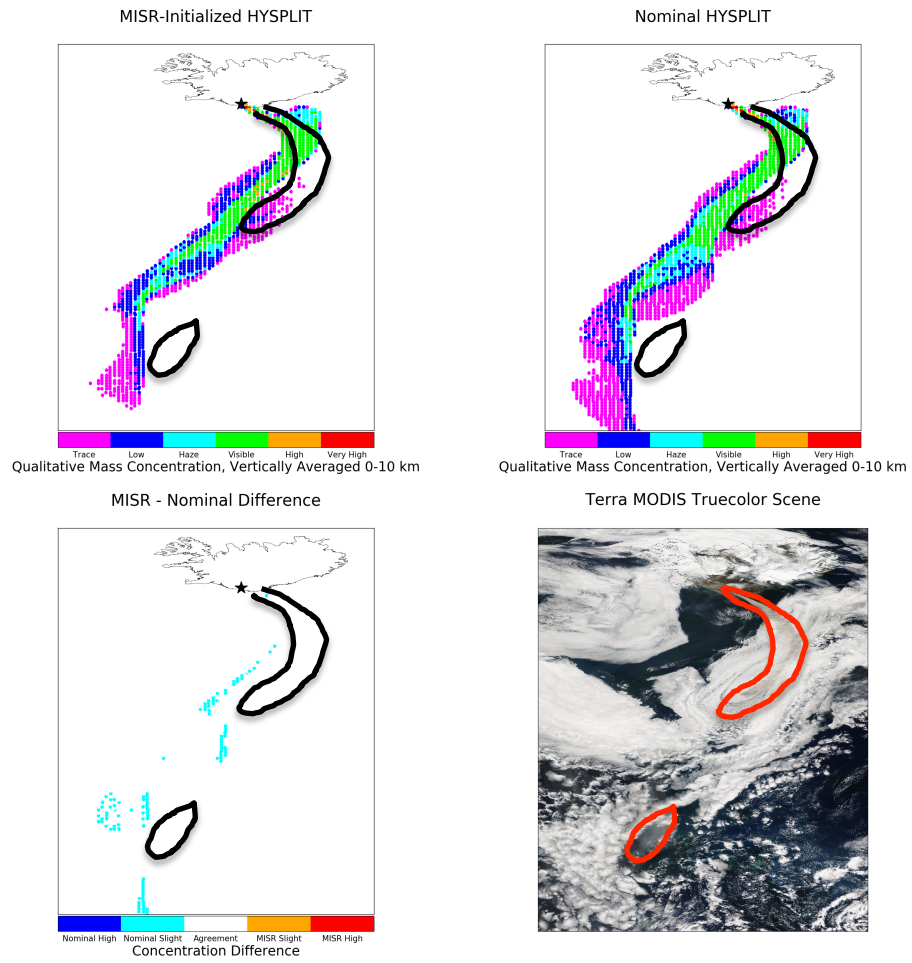 MISR-Initialized HYSPLIT
Nominal HYSPLIT
Trace Low Haze Visible High Very High
Qualitative Mass Concentration, Vertically Averaged 0-10 km
Trace Low Haze Visible High Very High
Qualitative Mass Concentration, Vertically Averaged 0-10 km
MISR - Nominal Difference
Terra MODIS Truecolor Scene
Nominal High Nominal Slight Agreement MISR Slight MISR High
Concentration Difference